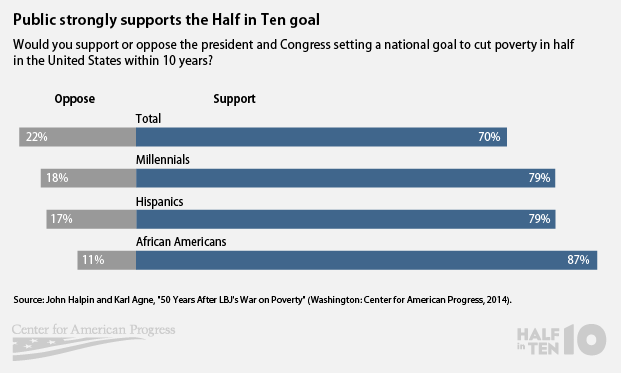 Public strongly supports the Half in Ten goal
Would you support or oppose the president and Congress setting a national goal to cut poverty in half
in the United States within 10 years?
Oppose Support
Total
22% 70%
Millennials
18% 79%
Hispanics
17% 79%
African Americans
11% 87%
Source: John Halpin and Karl Agne, "50 Years After LBJ's War on Poverty" (Washington: Center for American Progress, 2014).
Center for American Progress
HALF
in TEN 10